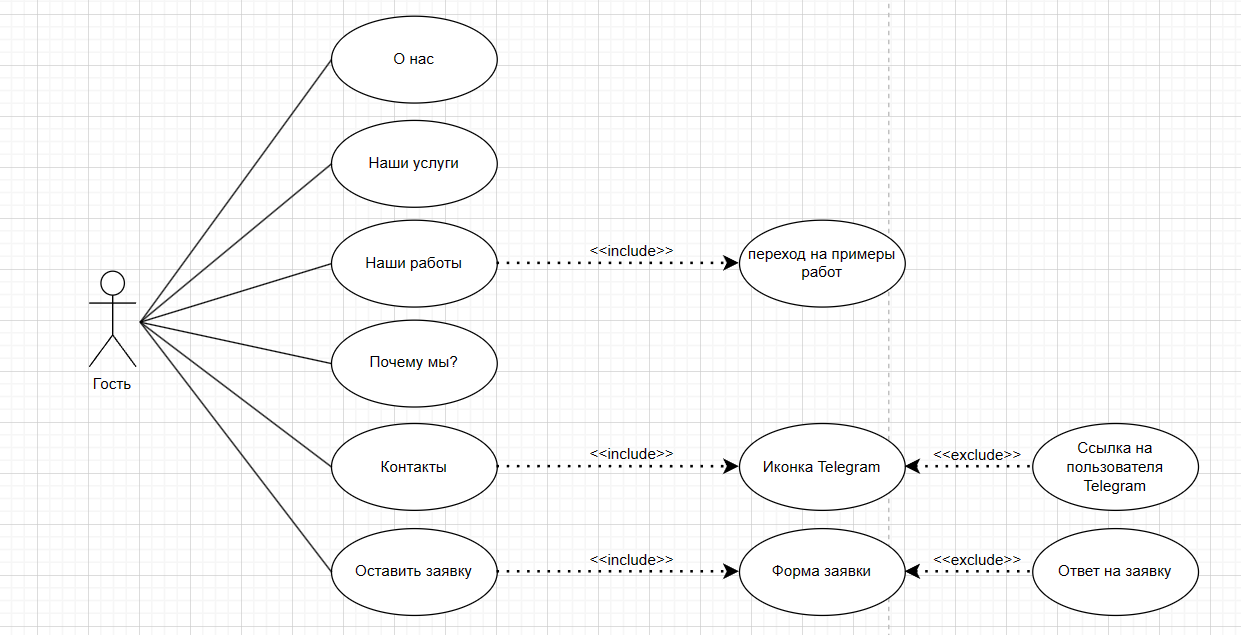 О нас
Наши услуги
Наши работы
<<include>>
переход на примеры
работ
Гость
Почему мы?
Контакты
<<include>>
Иконка Telegram
<<exclude>>
Ссылка на
пользователя
Telegram
Оставить заявку
<<include>>
Форма заявки
<<exclude>>
Ответ на заявку